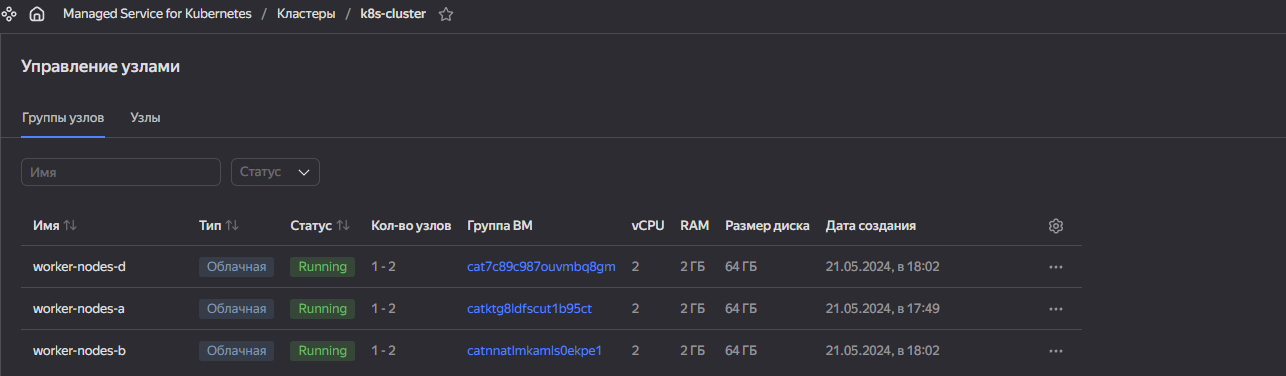 Managed Service for Kubernetes / Кластеры / k8s-cluster
Управление узлами
Группы узлов Узлы
Имя Статус
Имя Тип Статус Кол-во узлов Группа ВМ vCPU RAM Размер диска Дата создания
worker-nodes-d Облачная Running 1 - 2 cat7c89c987ouvmbq8gm 2 2 ГБ 64 ГБ 21.05.2024, в 18:02
worker-nodes-a Облачная Running 1 - 2 catktg8ldfscut1b95ct 2 2 ГБ 64 ГБ 21.05.2024, в 17:49
worker-nodes-b Облачная Running 1 - 2 catnnatlmkamls0ekpe1 2 2 ГБ 64 ГБ 21.05.2024, в 18:02